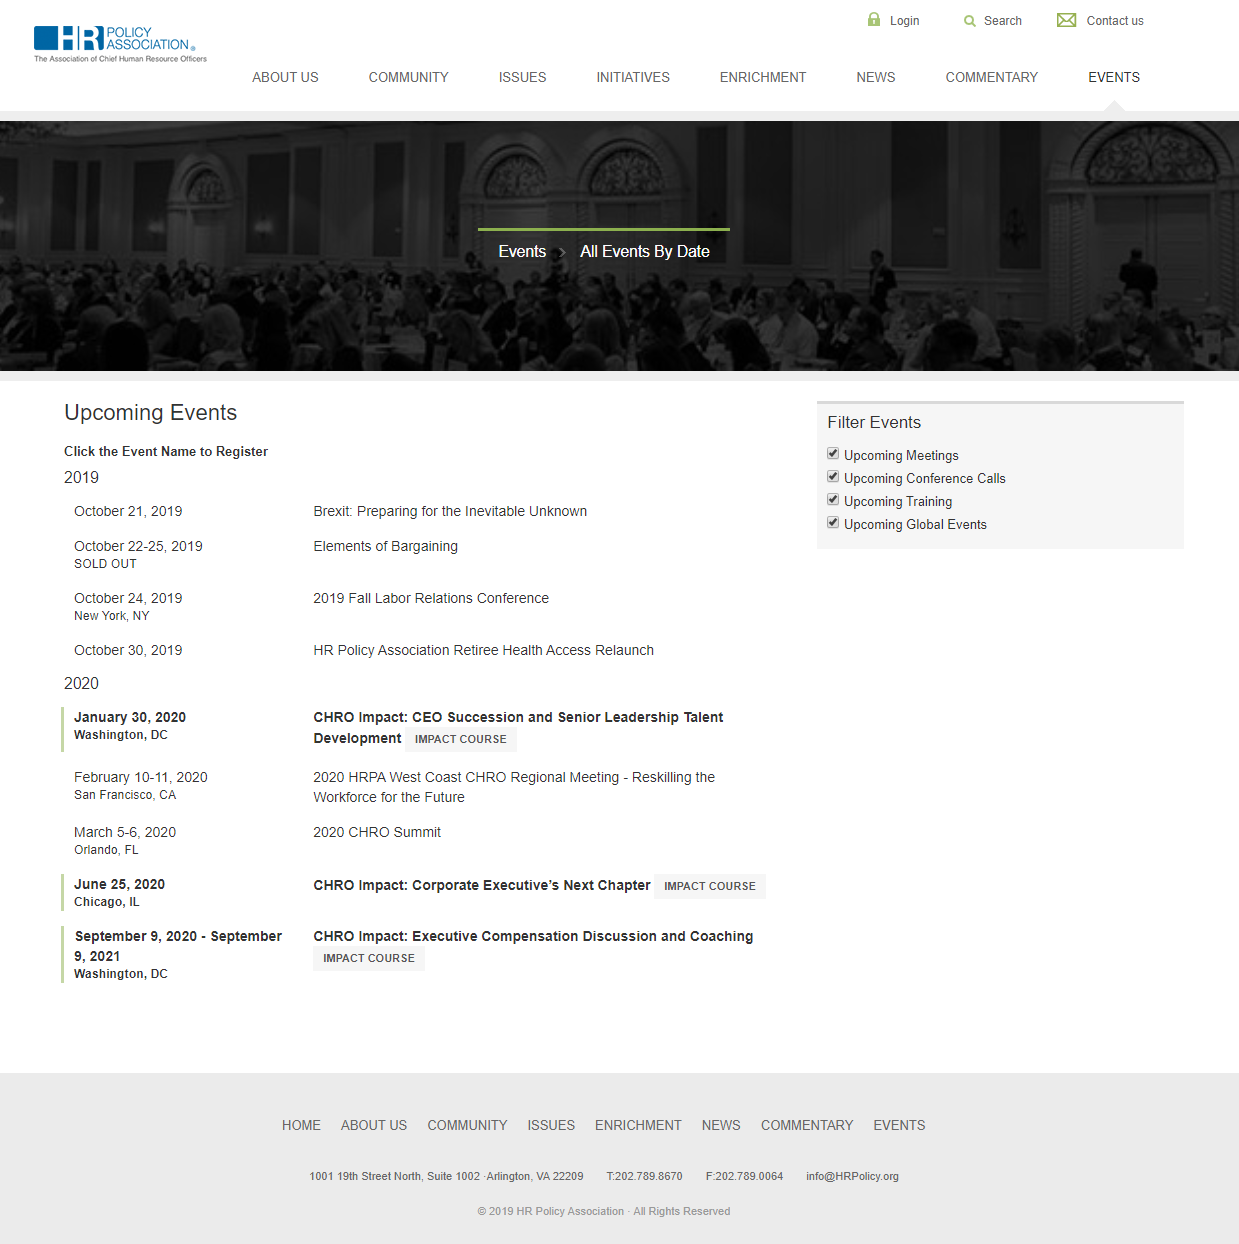 Login
Search
Contact us
HR POLICY
ASSOCIATION®
The Association of Chief Human Resource Officers
ABOUT US
COMMUNITY
ISSUES
INITIATIVES
ENRICHMENT
NEWS
COMMENTARY
EVENTS
Events > All Events By Date
Upcoming Events
Click the Event Name to Register
2019
October 21, 2019
Brexit: Preparing for the Inevitable Unknown
October 22-25, 2019
SOLD OUT
Elements of Bargaining
October 24, 2019
New York, NY
2019 Fall Labor Relations Conference
October 30, 2019
HR Policy Association Retiree Health Access Relaunch
2020
January 30, 2020
Washington, DC
CHRO Impact: CEO Succession and Senior Leadership Talent
Development IMPACT COURSE
February 10-11, 2020
San Francisco, CA
2020 HRPA West Coast CHRO Regional Meeting - Reskilling the
Workforce for the Future
March 5-6, 2020
Orlando, FL
2020 CHRO Summit
June 25, 2020
Chicago, IL
CHRO Impact: Corporate Executive’s Next Chapter IMPACT COURSE
September 9, 2020 - September
9, 2021
Washington, DC
CHRO Impact: Executive Compensation Discussion and Coaching
IMPACT COURSE
Filter Events
Upcoming Meetings
Upcoming Conference Calls
Upcoming Training
Upcoming Global Events
HOME ABOUT US COMMUNITY ISSUES ENRICHMENT NEWS COMMENTARY EVENTS
1001 19th Street North, Suite 1002 ·Arlington, VA 22209 T:202.789.8670 F:202.789.0064 info@HRPolicy.org
© 2019 HR Policy Association · All Rights Reserved